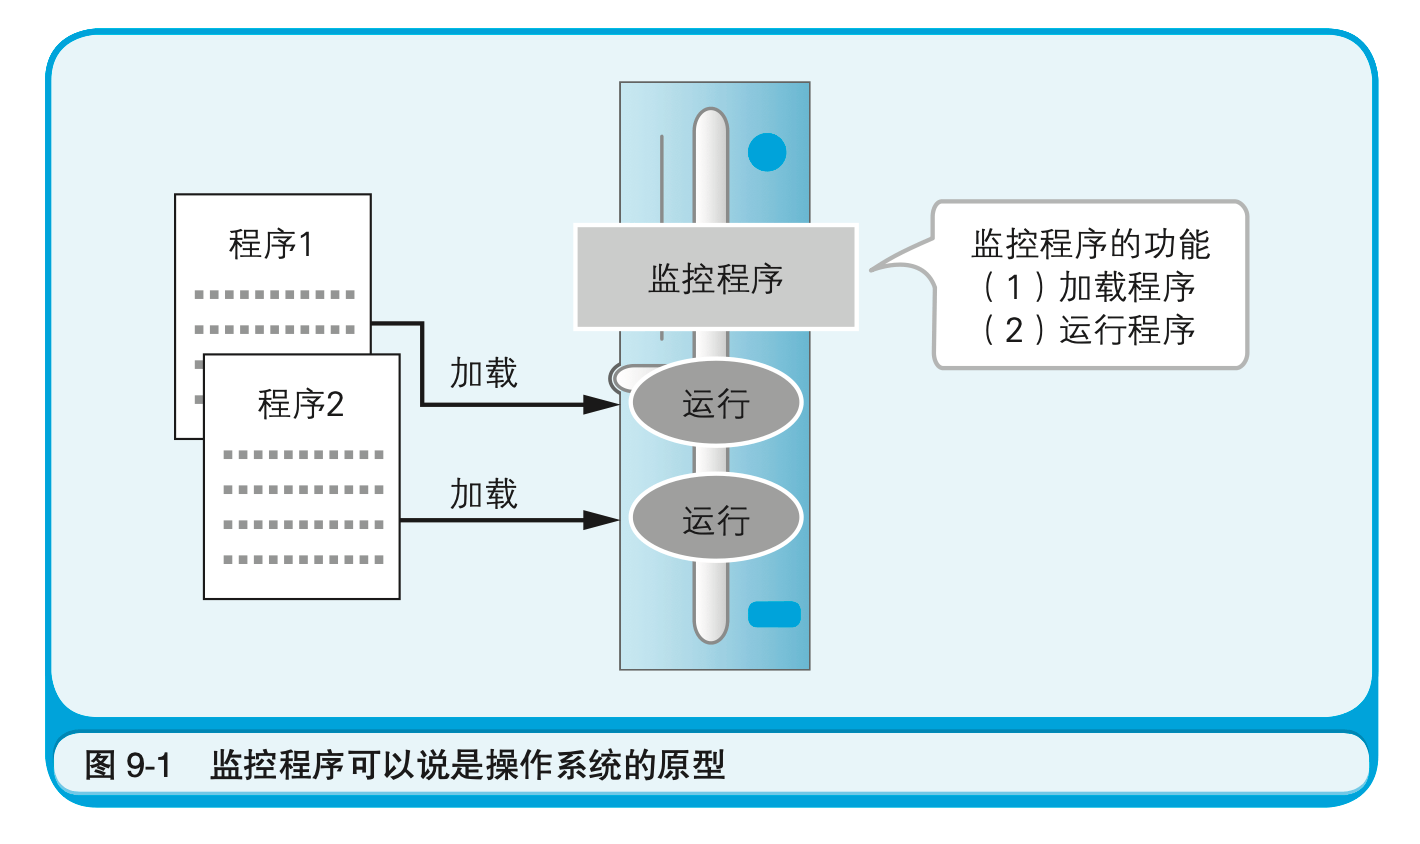 程序1
程序2
加载
加载
监控程序
运行
运行
监控程序的功能
（1）加载程序
（2）运行程序
图 9-1 监控程序可以说是操作系统的原型